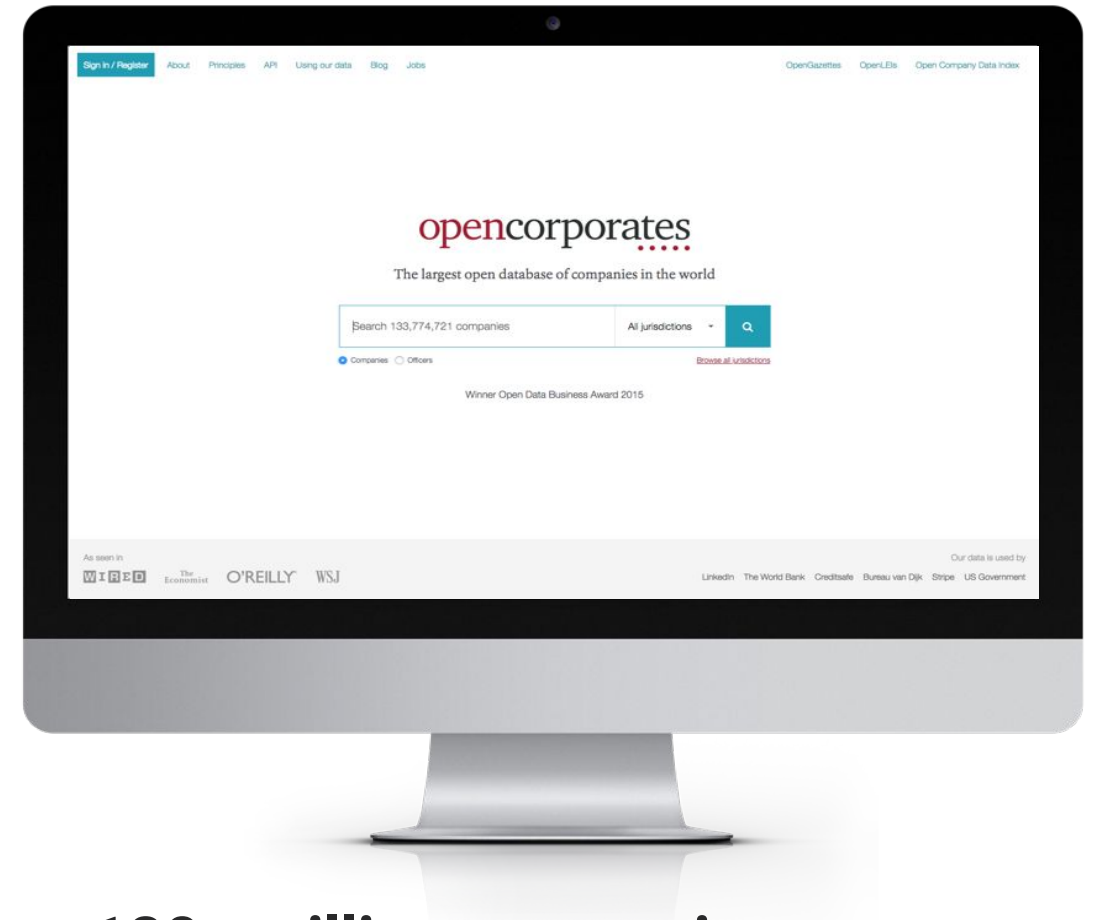 Sign in / Register About Principles API Using our data Blog Jobs OpenGazettes OpenLEIs Open Company Data Index
opencorporates
The largest open database of companies in the world
Search 133,774,721 companies All jurisdictions
Companies Officers Browse all jurisdictions
Winner Open Data Business Award 2015
As seen in Our data is used by
WIRED The Economist O'REILLY WSJ LinkedIn The World Bank Creditsafe Bureau van Dijk Stripe US Government